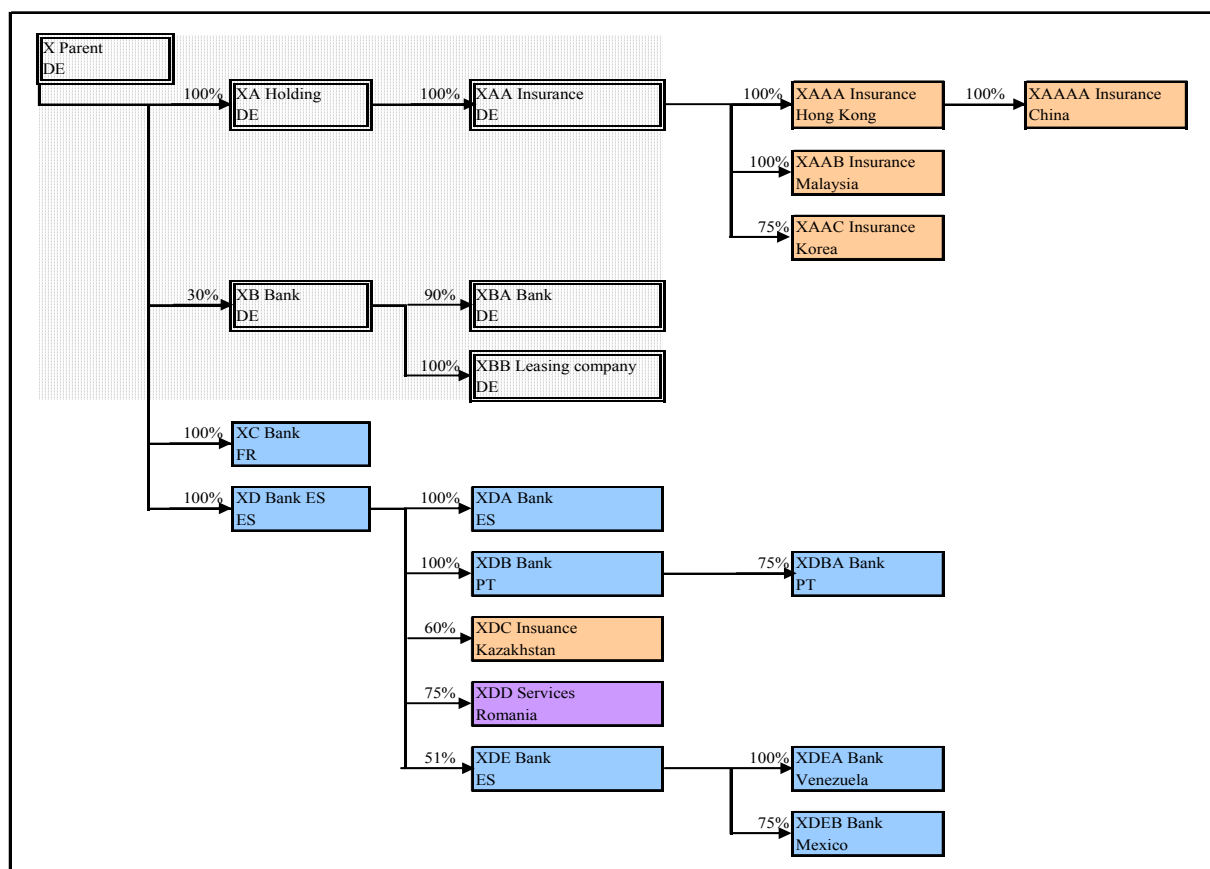 X Parent
DE
100%
XA Holding
DE
100%
XAA Insurance
DE
100%
XAAA Insurance
Hong Kong
100%
XAAAA Insurance
China
100%
XAAB Insurance
Malaysia
75%
XAAC Insurance
Korea
30%
XB Bank
DE
90%
XBA Bank
DE
100%
XBB Leasing company
DE
100%
XC Bank
FR
100%
XD Bank ES
ES
100%
XDA Bank
ES
100%
XDB Bank
PT
75%
XDBA Bank
PT
60%
XDC Insuance
Kazakhstan
75%
XDD Services
Romania
51%
XDE Bank
ES
100%
XDEA Bank
Venezuela
75%
XDEB Bank
Mexico